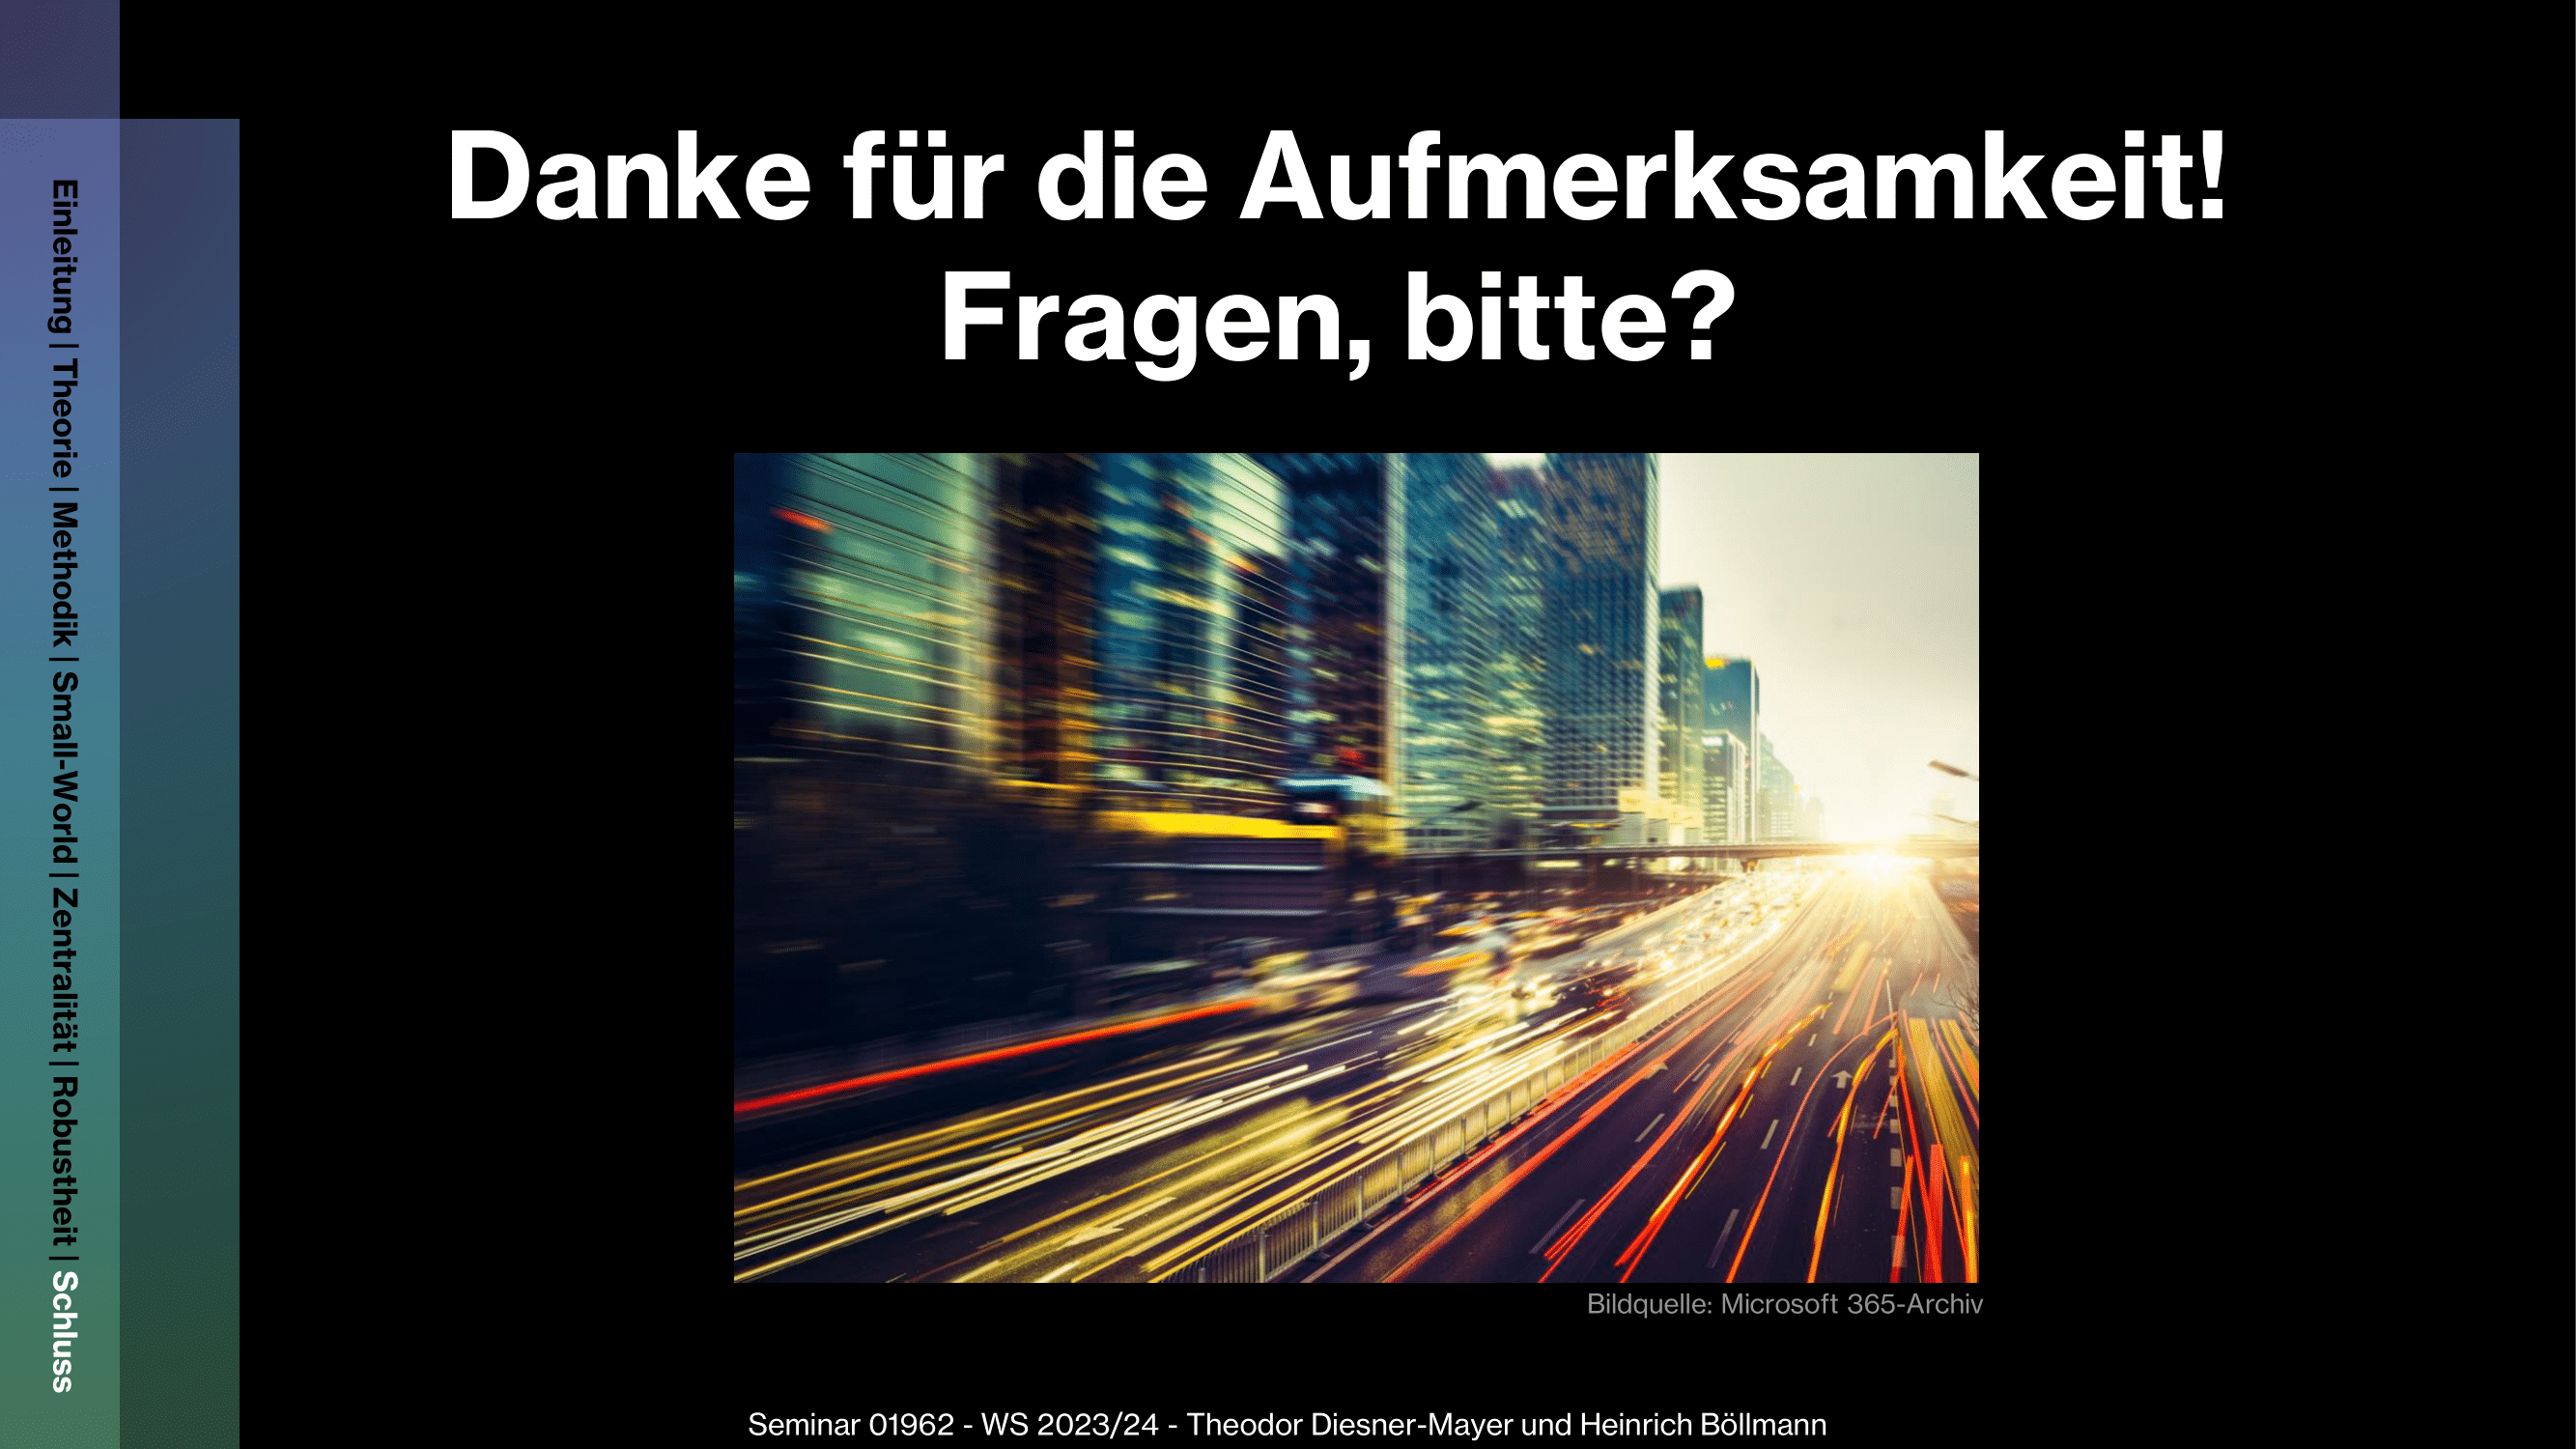 Danke für die Aufmerksamkeit!
Fragen, bitte?
Einleitung | Theorie | Methodik | Small-World | Zentralität | Robustheit | Schluss
Bildquelle: Microsoft 365-Archiv
Seminar 01962 - WS 2023/24 - Theodor Diesner-Mayer und Heinrich Böllmann